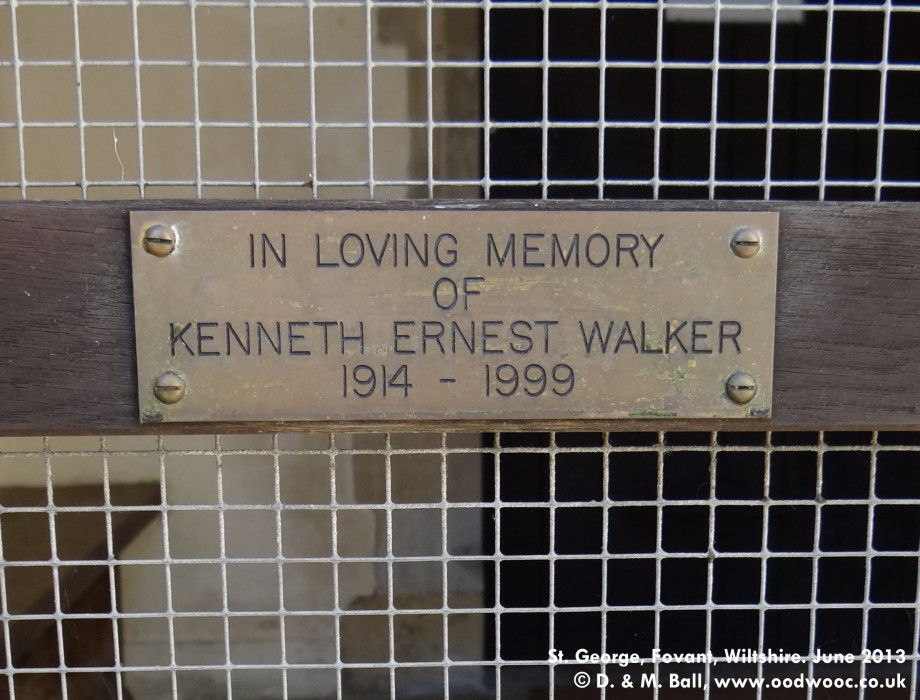 IN LOVING MEMORY
OF
KENNETH ERNEST WALKER
1914 - 1999
St. George, Fovant, Wiltshire. June 2013
© D. & M. Ball, www.oodwooc.co.uk